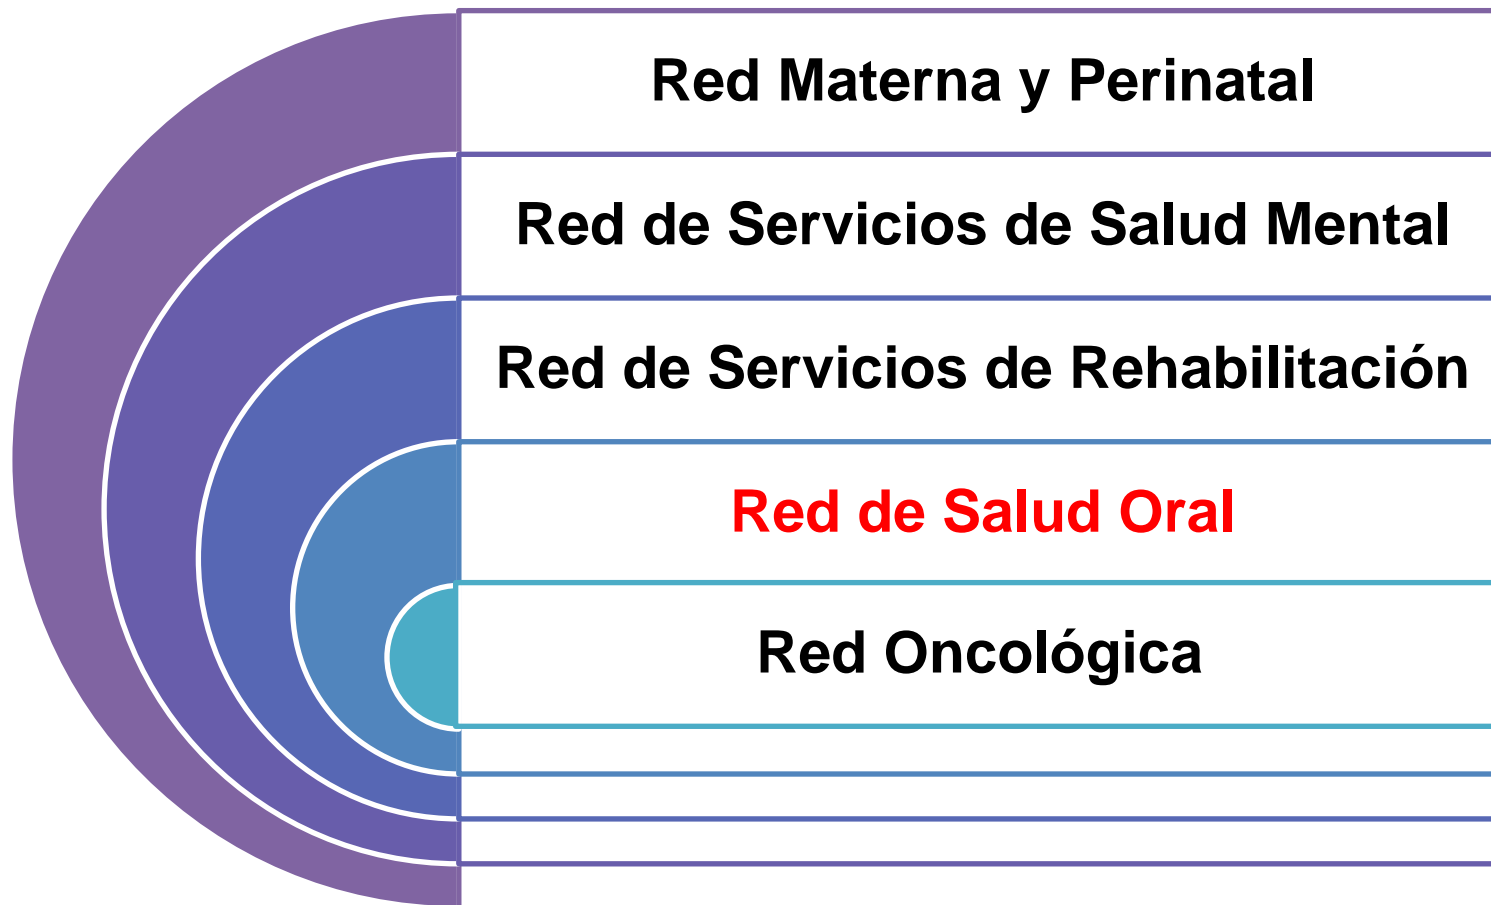 Red Materna y Perinatal
Red de Servicios de Salud Mental
Red de Servicios de Rehabilitación
Red de Salud Oral
Red Oncológica